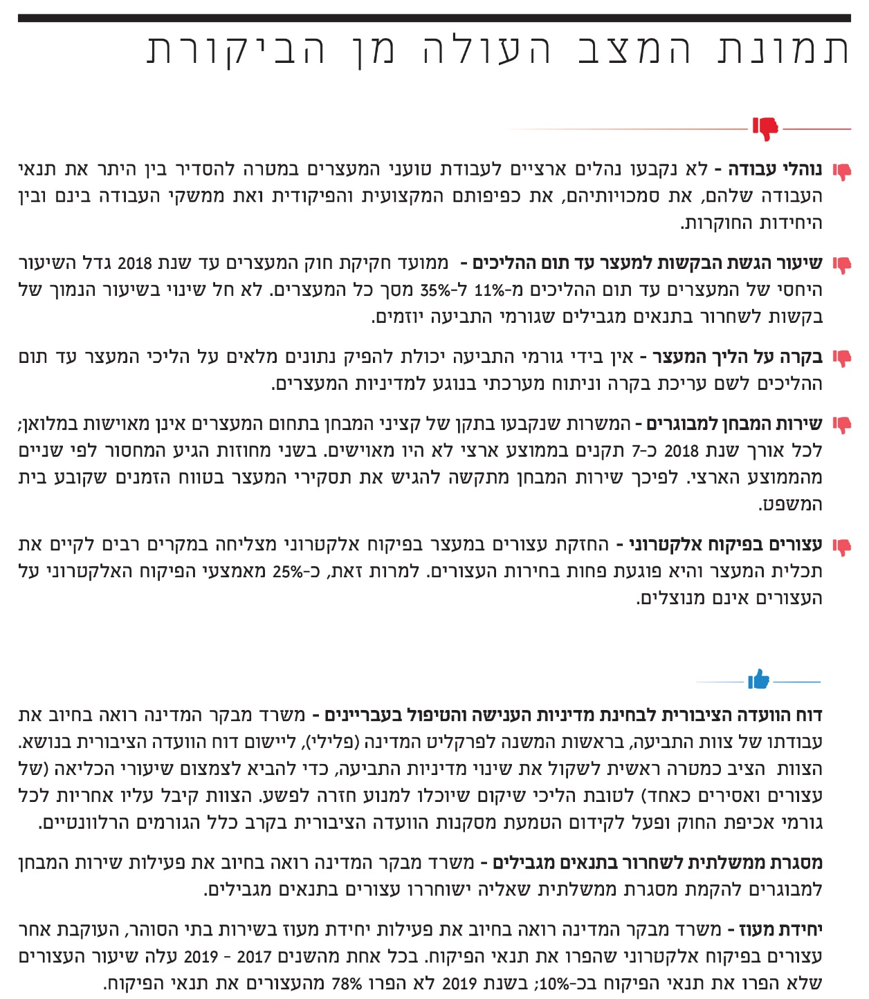 תמונת המצב העולה מן הביקורת
נוהלי עבודה - לא נקבעו נהלים ארציים לעבודת טועני המעצרים במטרה להסדיר בין היתר את תנאי
העבודה שלהם, את סמכויותיהם, את כפיפותם המקצועית והפיקודית ואת ממשקי העבודה בינם ובין
היחידות החוקרות.
שיעור הגשת הבקשות למעצר עד תום ההליכים - ממועד חקיקת חוק המעצרים עד שנת 2018 גדל השיעור
היחסי של המעצרים עד תום ההליכים מ-11% ל-35% מסך כל המעצרים. לא חל שינוי בשיעור הנמוך של
בקשות לשחרור בתנאים מגבילים שגורמי התביעה יוזמים.
בקרה על הליך המעצר - אין בידי גורמי התביעה יכולת להפיק נתונים מלאים על הליכי המעצר עד תום
ההליכים לשם עריכת בקרה וניתוח מערכתי בנוגע למדיניות המעצרים.
שירות המבחן למבוגרים - המשרות שנקבעו בתקן של קציני המבחן בתחום המעצרים אינן מאוישות במלואן;
לכל אורך שנת 2018 כ-7 תקנים בממוצע ארצי לא היו מאוישים. בשני מחוזות הגיע המחסור לפי שניים
מהממוצע הארצי. לפיכך שירות המבחן מתקשה להגיש את תסקירי המעצר בטווח הזמנים שקובע בית
המשפט.
עצורים בפיקוח אלקטרוני - החזקת עצורים במעצר בפיקוח אלקטרוני מצליחה במקרים רבים לקיים את
תכלית המעצר והיא פוגעת פחות בחירות העצורים. למרות זאת, כ-25% מאמצעי הפיקוח האלקטרוני על
העצורים אינם מנוצלים.
דוח הוועדה הציבורית לבחינת מדיניות הענישה והטיפול בעבריינים - משרד מבקר המדינה רואה בחיוב את
עבודתו של צוות התביעה, בראשות המשנה לפרקליט המדינה (פלילי), ליישום דוח הוועדה הציבורית בנושא.
הצוות הציב כמטרה ראשית לשקול את שינוי מדיניות התביעה, כדי להביא לצמצום שיעורי הכליאה (של
עצורים ואסירים כאחד) לטובת הליכי שיקום שיוכלו למנוע חזרה לפשע. הצוות קיבל עליו אחריות לכל
גורמי אכיפת החוק ופעל לקידום הטמעת מסקנות הוועדה הציבורית בקרב כלל הגורמים הרלוונטיים.
מסגרת ממשלתית לשחרור בתנאים מגבילים - משרד מבקר המדינה רואה בחיוב את פעילות שירות המבחן
למבוגרים להקמת מסגרת ממשלתית שאליה ישוחררו עצורים בתנאים מגבילים.
יחידת מעוז - משרד מבקר המדינה רואה בחיוב את פעילות יחידת מעוז בשירות בתי הסוהר, העוקבת אחר
עצורים בפיקוח אלקטרוני שהפרו את תנאי הפיקוח. בכל אחת מהשנים 2017 - 2019 עלה שיעור העצורים
שלא הפרו את תנאי הפיקוח בכ-10%; בשנת 2019 לא הפרו 78% מהעצורים את תנאי הפיקוח.